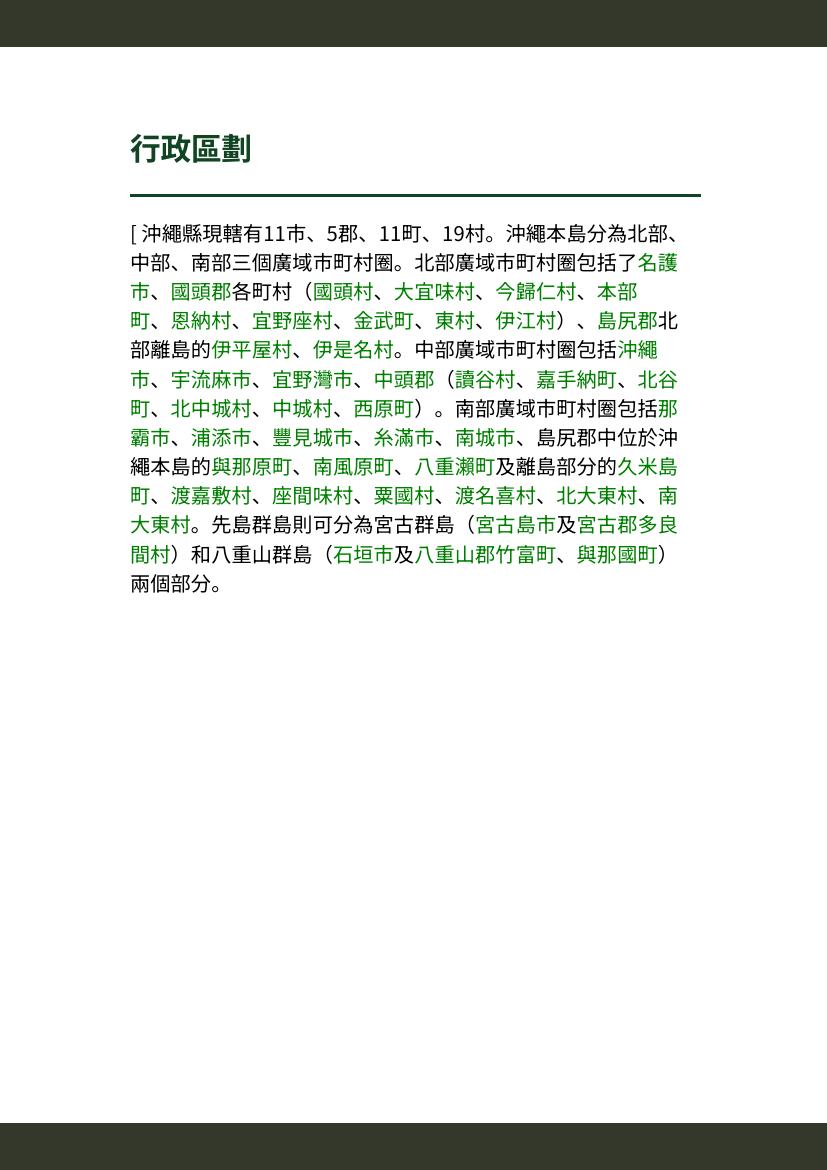 行政區劃
[ 沖繩縣現轄有11市、5郡、11町、19村。沖繩本島分為北部、
中部、南部三個廣域市町村圈。北部廣域市町村圈包括了名護
市、國頭郡各町村（國頭村、大宜味村、今歸仁村、本部
町、恩納村、宜野座村、金武町、東村、伊江村）、島尻郡北
部離島的伊平屋村、伊是名村。中部廣域市町村圈包括沖繩
市、宇流麻市、宜野灣市、中頭郡（讀谷村、嘉手納町、北谷
町、北中城村、中城村、西原町）。南部廣域市町村圈包括那
霸市、浦添市、豐見城市、糸滿市、南城市、島尻郡中位於沖
繩本島的與那原町、南風原町、八重瀨町及離島部分的久米島
町、渡嘉敷村、座間味村、粟國村、渡名喜村、北大東村、南
大東村。先島群島則可分為宮古群島（宮古島市及宮古郡多良
間村）和八重山群島（石垣市及八重山郡竹富町、與那國町）
兩個部分。